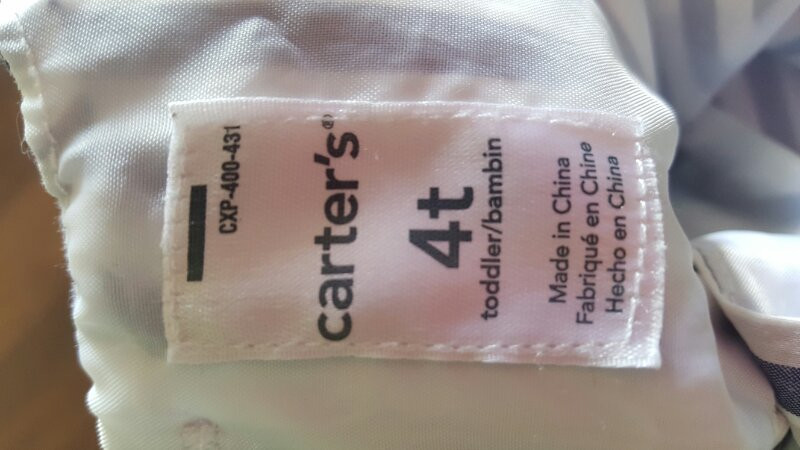 CXP-400-431
carter's®
4t
toddler/bambin
Made in China
Fabriqué en Chine
Hecho en China